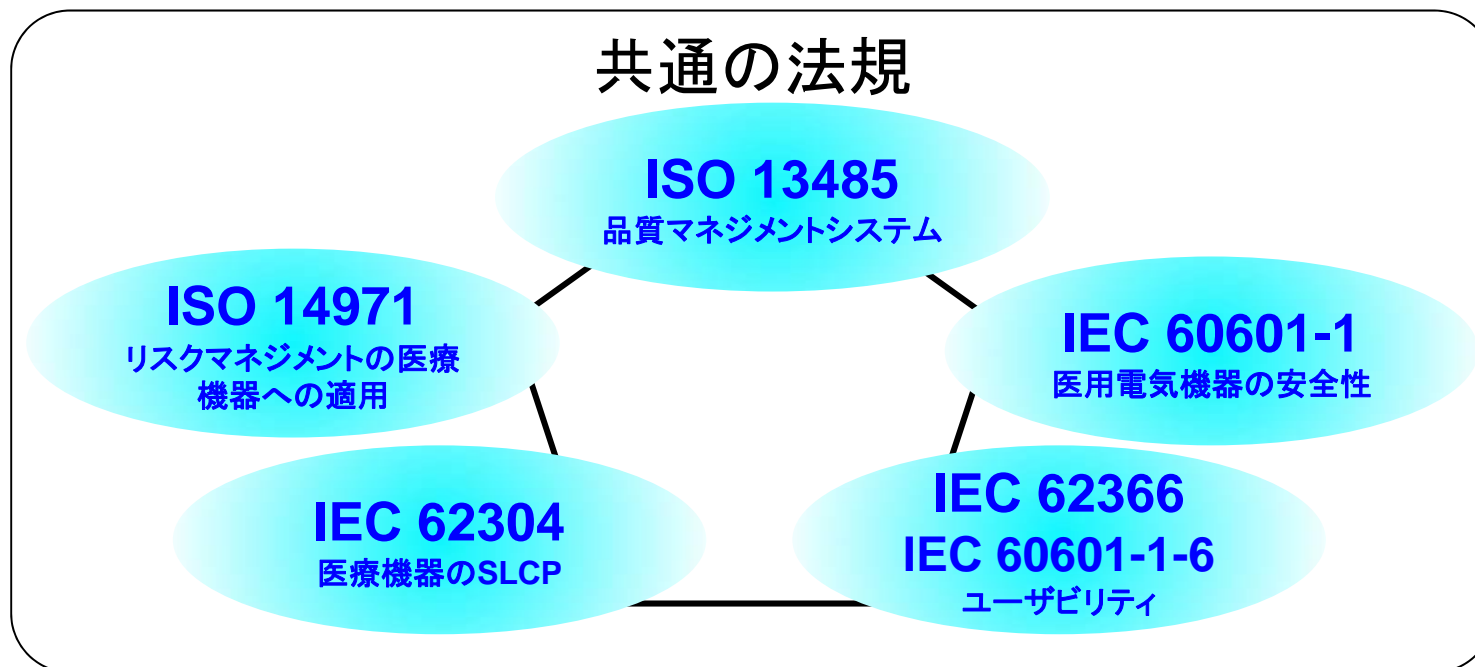 共通の法規
ISO 13485
品質マネジメントシステム
ISO 14971
リスクマネジメントの医療
機器への適用
IEC 60601-1
医用電気機器の安全性
IEC 62304
医療機器のSLCP
IEC 62366
IEC 60601-1-6
ユーザビリティ